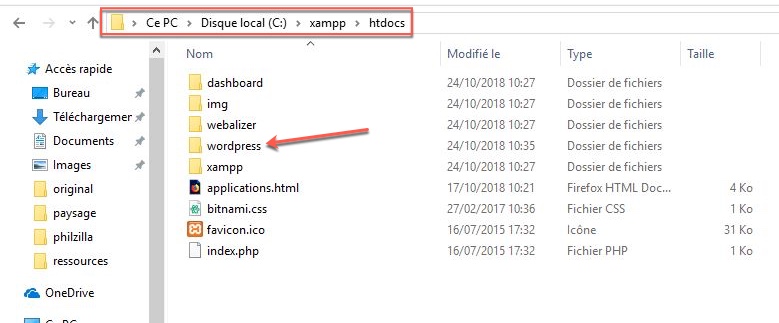 Ce PC > Disque local (C:) > xampp > htdocs
Nom Modifié le Type Taille
Accès rapide
Bureau
Téléchargemer
Documents
Images
original
paysage
philzilla
ressources
OneDrive
Ce PC
dashboard 24/10/2018 10:27 Dossier de fichiers
img 24/10/2018 10:27 Dossier de fichiers
webalizer 24/10/2018 10:27 Dossier de fichiers
wordpress 24/10/2018 10:35 Dossier de fichiers
xampp 24/10/2018 10:27 Dossier de fichiers
applications.html 17/10/2018 10:21 Firefox HTML Doc... 4 Ko
bitnami.css 27/02/2017 10:36 Fichier CSS 1 Ko
favicon.ico 16/07/2015 17:32 Icône 31 Ko
index.php 16/07/2015 17:32 Fichier PHP 1 Ko